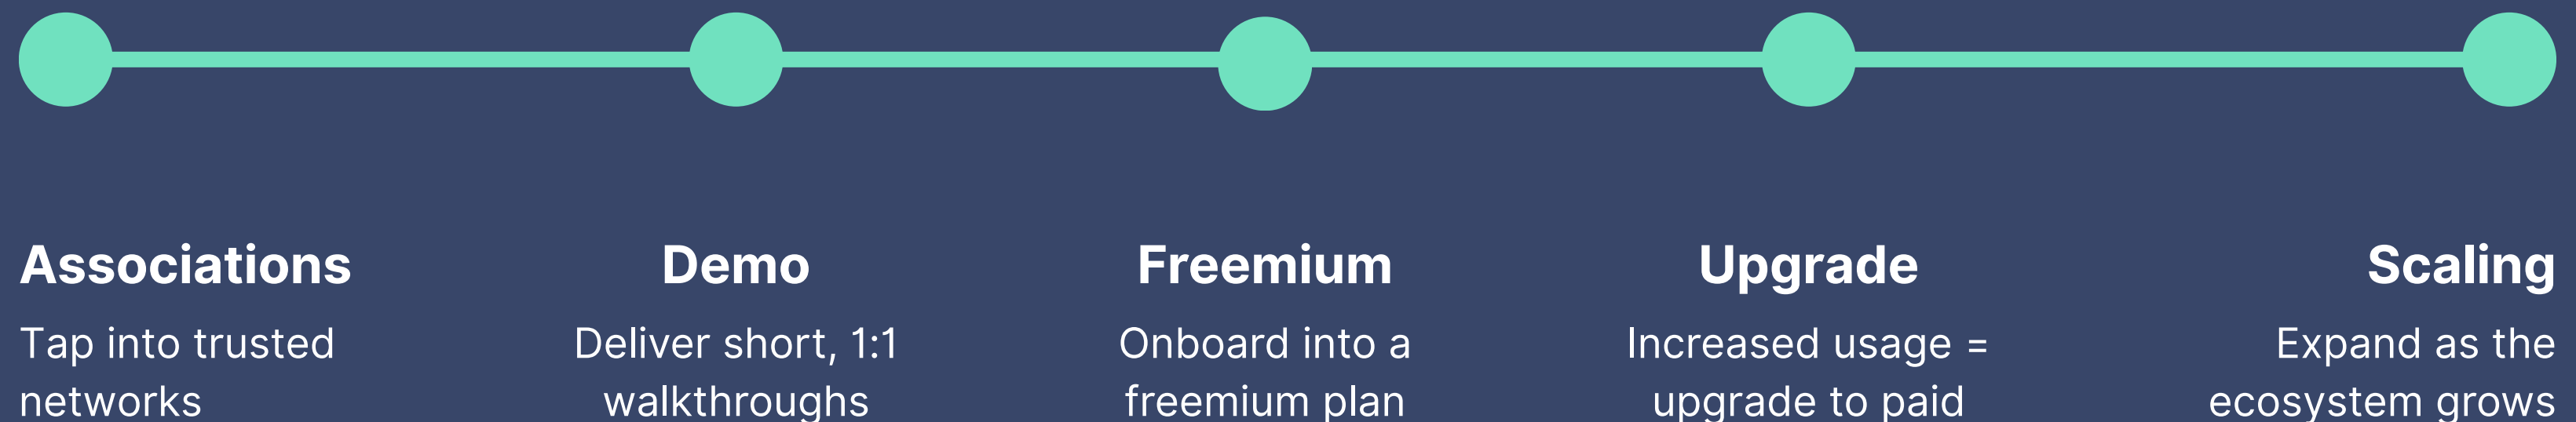 Associations
Tap into trusted
networks
Demo
Deliver short, 1:1
walkthroughs
Freemium
Onboard into a
freemium plan
Upgrade
Increased usage =
upgrade to paid
Scaling
Expand as the
ecosystem grows